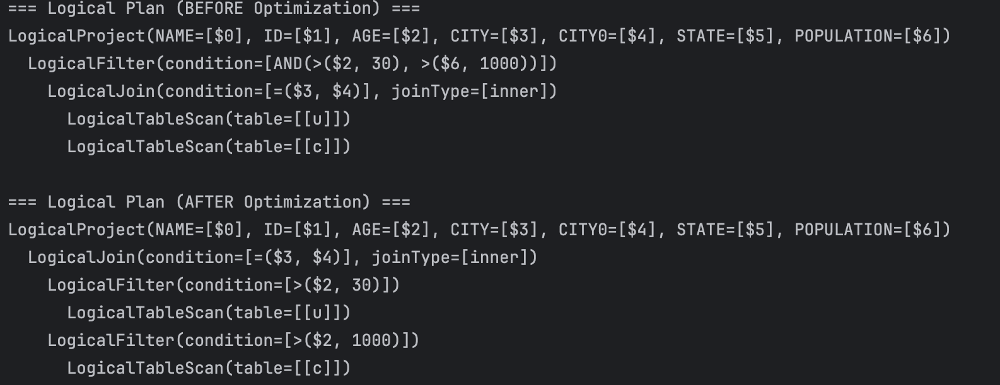 === Logical Plan (BEFORE Optimization) ===
LogicalProject(NAME=[$0], ID=[$1], AGE=[$2], CITY=[$3], CITY0=[$4], STATE=[$5], POPULATION=[$6])
  LogicalFilter(condition=[AND(>($2, 30), >($6, 1000))])
    LogicalJoin(condition=[=($3, $4)], joinType=[inner])
      LogicalTableScan(table=[[u]])
      LogicalTableScan(table=[[c]])

=== Logical Plan (AFTER Optimization) ===
LogicalProject(NAME=[$0], ID=[$1], AGE=[$2], CITY=[$3], CITY0=[$4], STATE=[$5], POPULATION=[$6])
  LogicalJoin(condition=[=($3, $4)], joinType=[inner])
    LogicalFilter(condition=[>($2, 30)])
      LogicalTableScan(table=[[u]])
    LogicalFilter(condition=[>($2, 1000)])
      LogicalTableScan(table=[[c]])